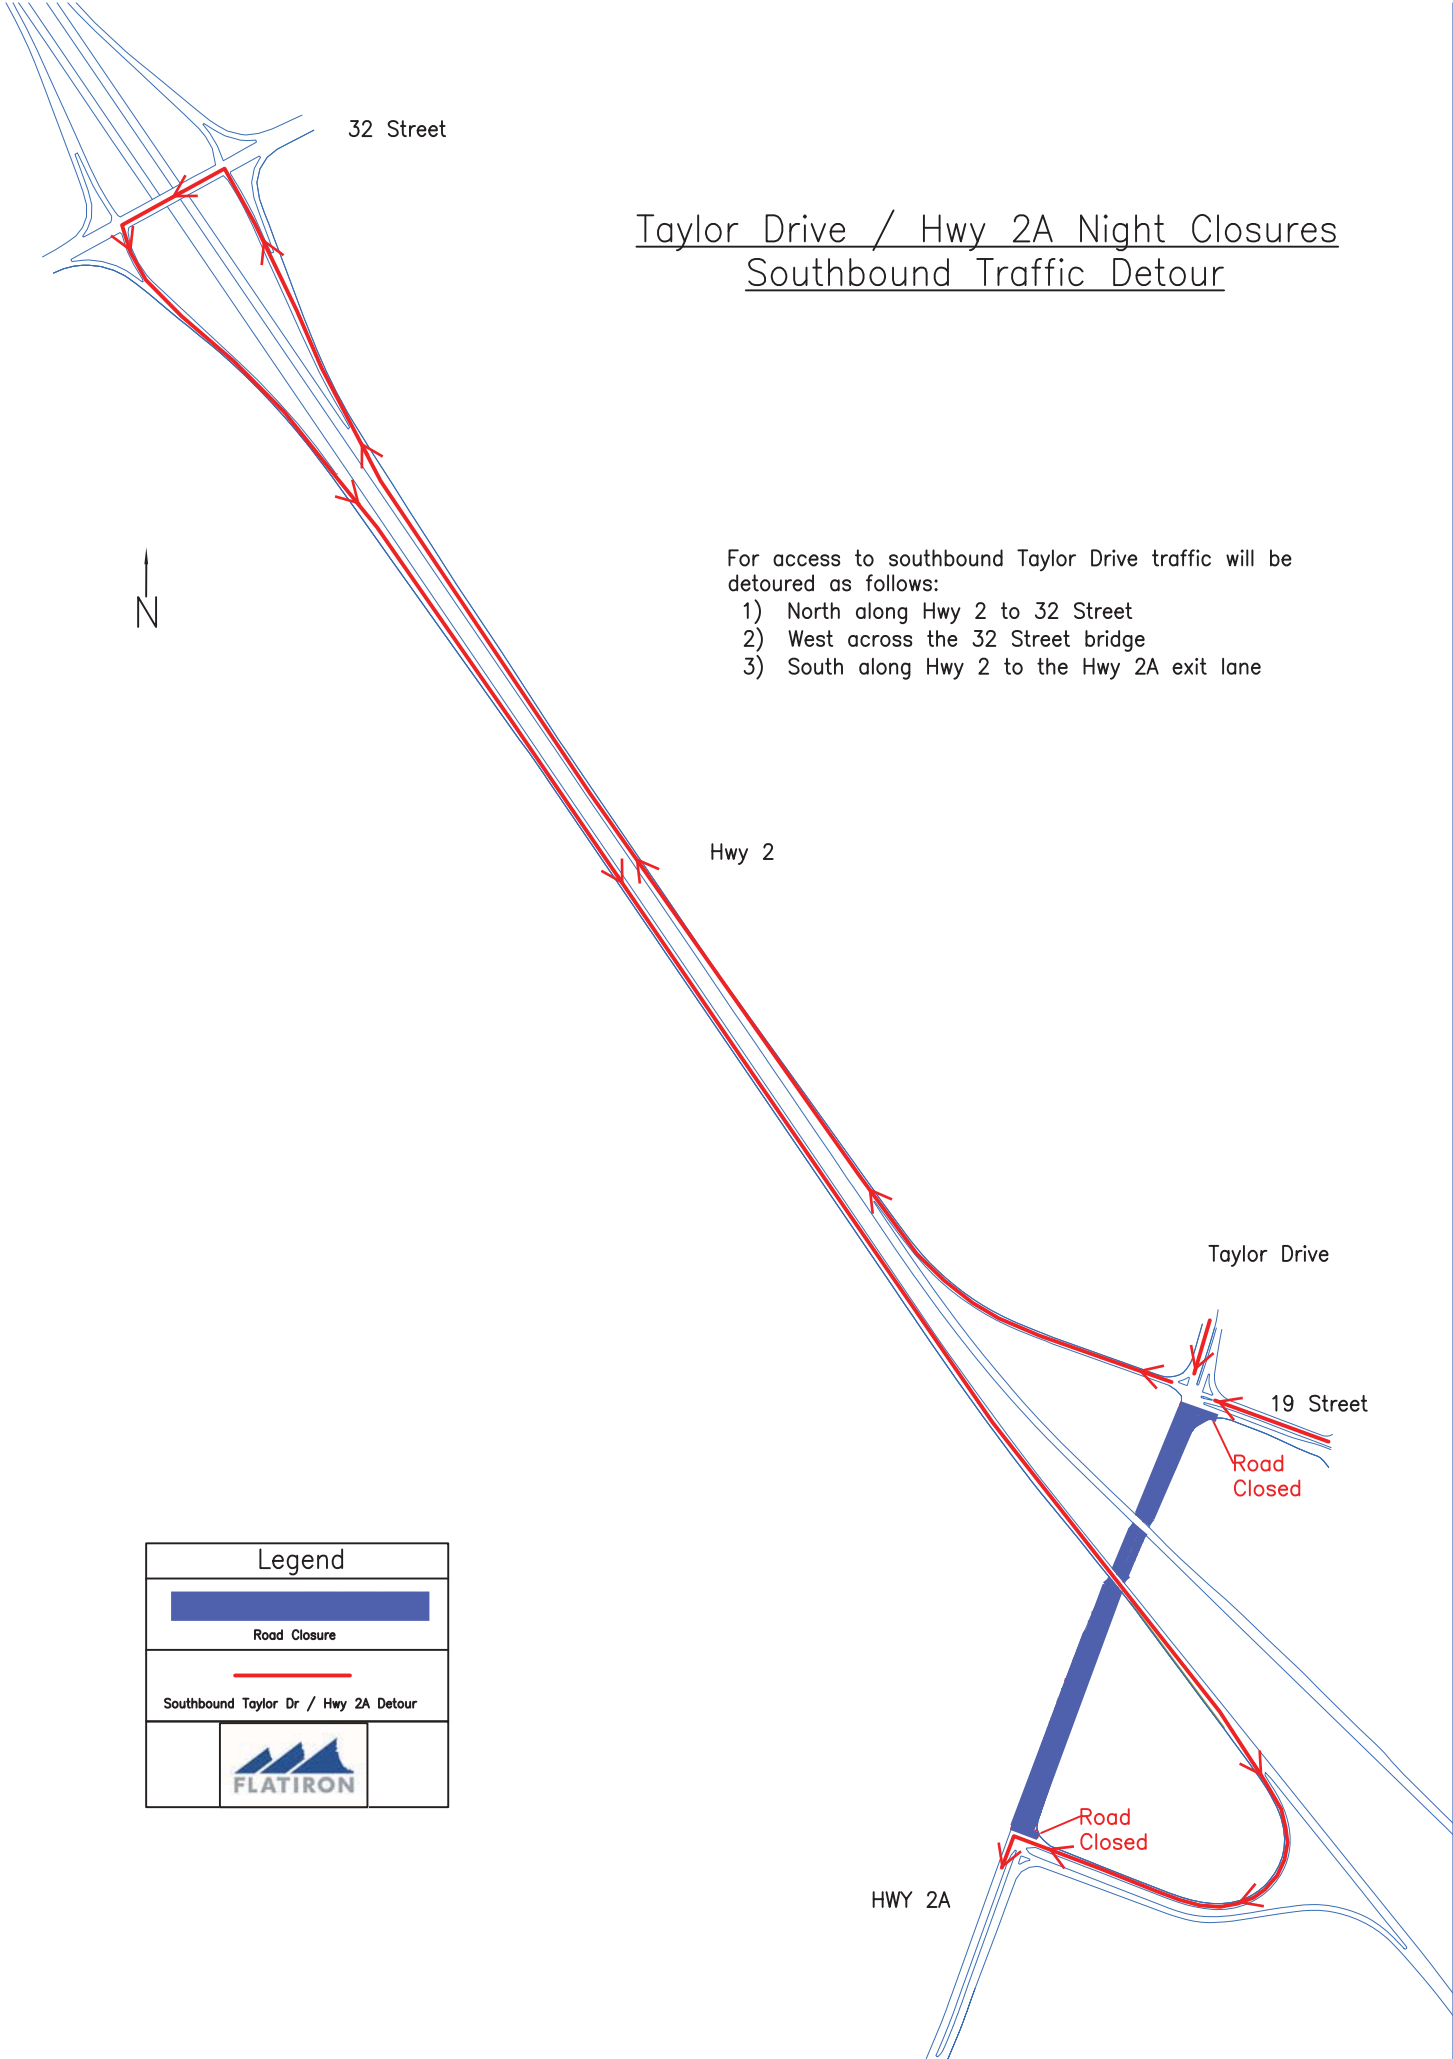 32 Street
Taylor Drive / Hwy 2A Night Closures
Southbound Traffic Detour
For access to southbound Taylor Drive traffic will be
detoured as follows:
1) North along Hwy 2 to 32 Street
2) West across the 32 Street bridge
3) South along Hwy 2 to the Hwy 2A exit lane
N
Hwy 2
Taylor Drive
19 Street
Road
Closed
Legend
Road Closure
Southbound Taylor Dr / Hwy 2A Detour
FLATIRON
Road
Closed
HWY 2A